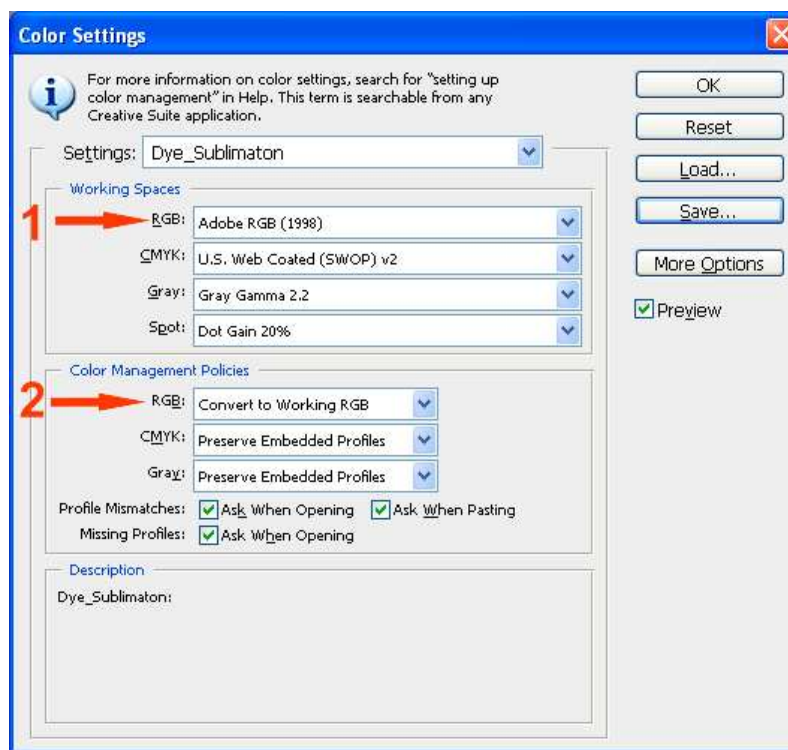 Color Settings
For more information on color settings, search for "setting up
color management" in Help. This term is searchable from any
Creative Suite application.
OK
Reset
Load...
Save...
More Options
Preview
Settings: Dye_Sublimaton
Working Spaces
1 RGB: Adobe RGB (1998)
CMYK: U.S. Web Coated (SWOP) v2
Gray: Gray Gamma 2.2
Spot: Dot Gain 20%
Color Management Policies
2 RGB: Convert to Working RGB
CMYK: Preserve Embedded Profiles
Gray: Preserve Embedded Profiles
Profile Mismatches: Ask When Opening Ask When Pasting
Missing Profiles: Ask When Opening
Description
Dye_Sublimaton: